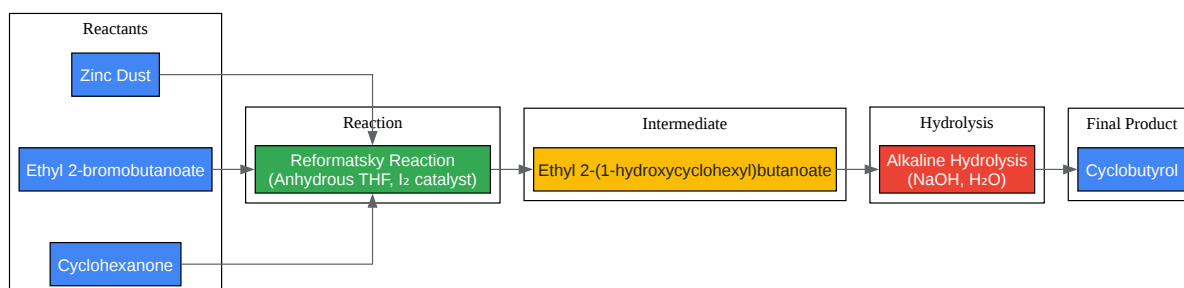 Reactants
Zinc Dust
Ethyl 2-bromobutanoate
Cyclohexanone
Reaction
Reformatsky Reaction
(Anhydrous THF, I₂ catalyst)
Intermediate
Ethyl 2-(1-hydroxycyclohexyl)butanoate
Hydrolysis
Alkaline Hydrolysis
(NaOH, H₂O)
Final Product
Cyclobutyrol